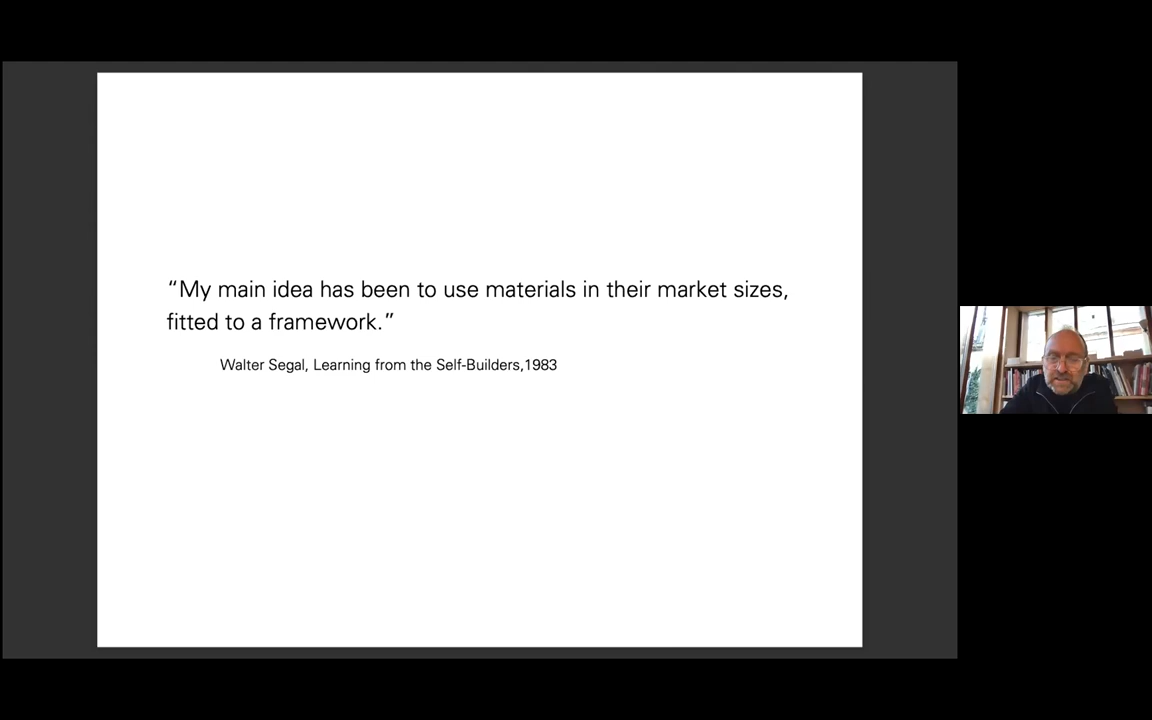 “My main idea has been to use materials in their market sizes,
fitted to a framework.”
Walter Segal, Learning from the Self-Builders,1983